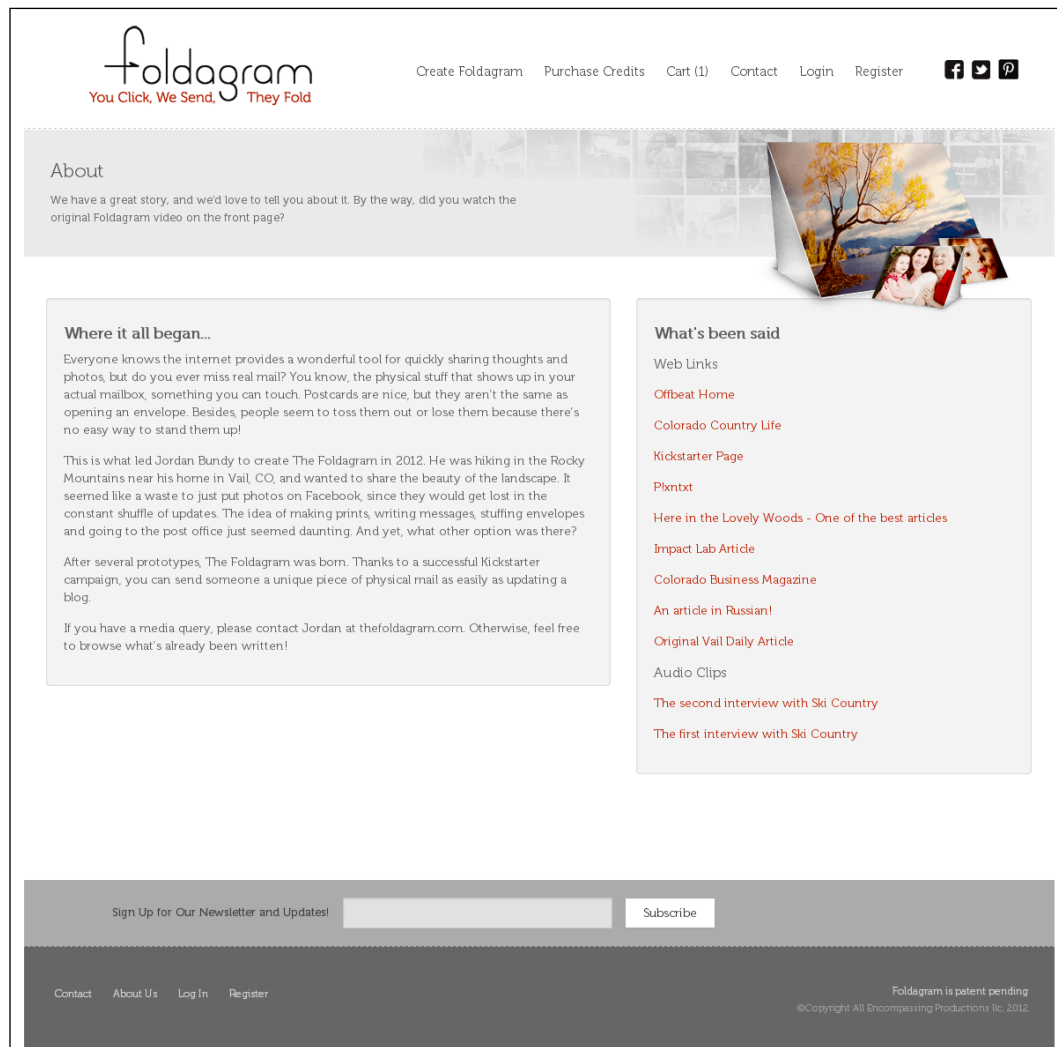 foldagram
You Click, We Send, They Fold
Create Foldagram Purchase Credits Cart (1) Contact Login Register
About
We have a great story, and we'd love to tell you about it. By the way, did you watch the
original Foldagram video on the front page?
Where it all began...
Everyone knows the internet provides a wonderful tool for quickly sharing thoughts and
photos, but do you ever miss real mail? You know, the physical stuff that shows up in your
actual mailbox, something you can touch. Postcards are nice, but they aren't the same as
opening an envelope. Besides, people seem to toss them out or lose them because there's
no easy way to stand them up!
This is what led Jordan Bundy to create The Foldagram in 2012. He was hiking in the Rocky
Mountains near his home in Vail, CO, and wanted to share the beauty of the landscape. It
seemed like a waste to just put photos on Facebook, since they would get lost in the
constant shuffle of updates. The idea of making prints, writing messages, stuffing envelopes
and going to the post office just seemed daunting. And yet, what other option was there?
After several prototypes, The Foldagram was born. Thanks to a successful Kickstarter
campaign, you can send someone a unique piece of physical mail as easily as updating a
blog.
If you have a media query, please contact Jordan at thefoldagram.com. Otherwise, feel free
to browse what's already been written!
What's been said
Web Links
Offbeat Home
Colorado Country Life
Kickstarter Page
P!xntxt
Here in the Lovely Woods - One of the best articles
Impact Lab Article
Colorado Business Magazine
An article in Russian!
Original Vail Daily Article
Audio Clips
The second interview with Ski Country
The first interview with Ski Country
Sign Up for Our Newsletter and Updates! Subscribe
Contact About Us Log In Register
Foldagram is patent pending
©Copyright All Encompassing Productions llc, 2012